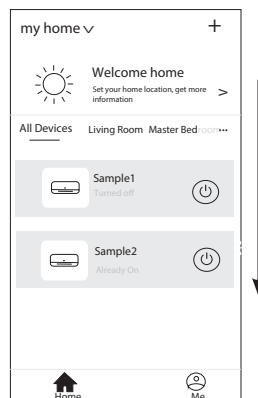 my home
Welcome home
Set your home location, get more
information
All Devices Living Room Master Bedroom
Sample1
Turned off
Sample2
Already On
Home Me